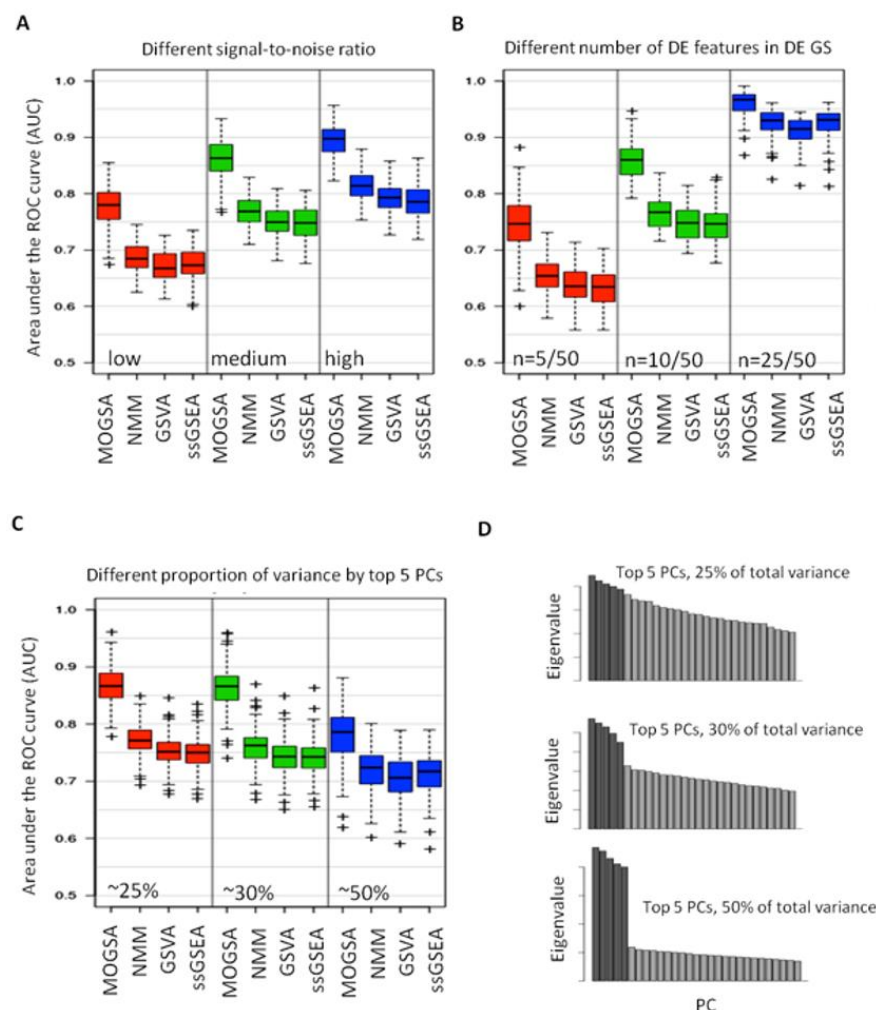 A
Different signal-to-noise ratio
Area under the ROC curve (AUC)
1.0
0.9
0.8
0.7
0.6
0.5
low
medium
high
MOGSA
NMM
GSVA
ssGSEA
MOGSA
NMM
GSVA
ssGSEA
MOGSA
NMM
GSVA
ssGSEA
B
Different number of DE features in DE GS
1.0
0.9
0.8
0.7
0.6
0.5
n=5/50
n=10/50
n=25/50
MOGSA
NMM
GSVA
ssGSEA
MOGSA
NMM
GSVA
ssGSEA
MOGSA
NMM
GSVA
ssGSEA
C
Different proportion of variance by top 5 PCs
Area under the ROC curve (AUC)
1.0
0.9
0.8
0.7
0.6
0.5
~25%
~30%
~50%
MOGSA
NMM
GSVA
ssGSEA
MOGSA
NMM
GSVA
ssGSEA
MOGSA
NMM
GSVA
ssGSEA
D
Top 5 PCs, 25% of total variance
Eigenvalue
Top 5 PCs, 30% of total variance
Eigenvalue
Top 5 PCs, 50% of total variance
Eigenvalue
PC